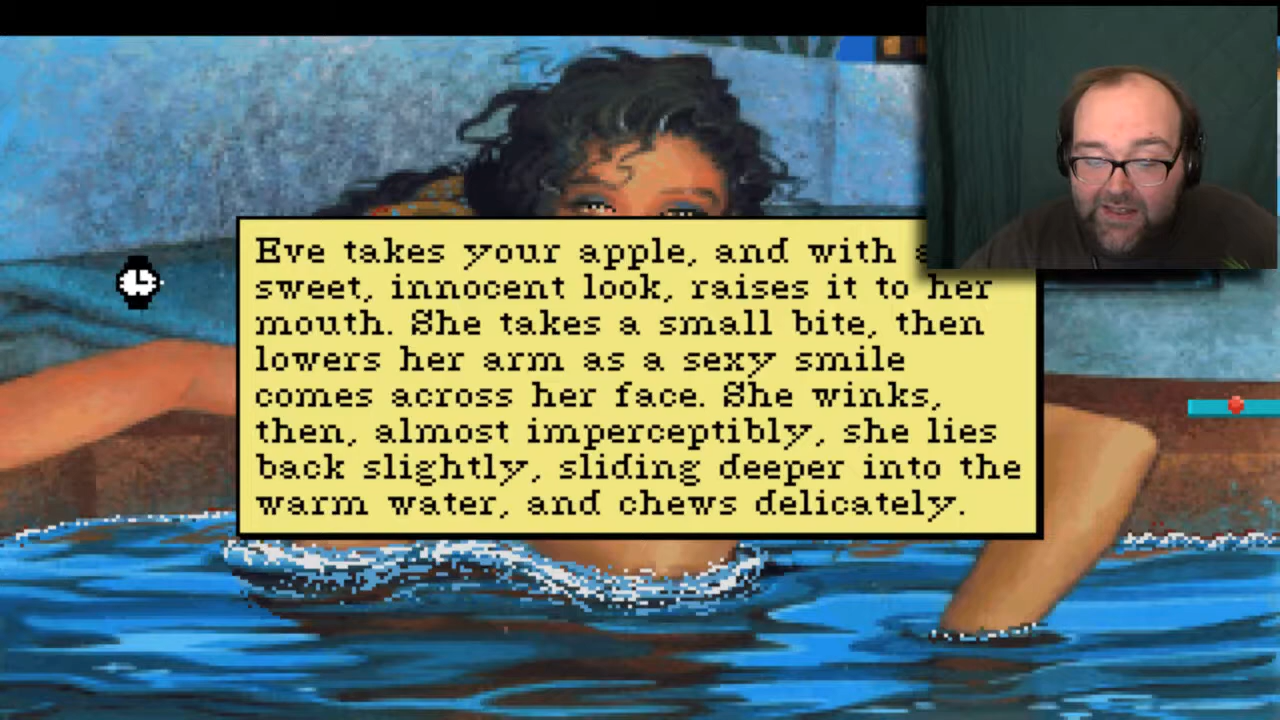 Eve takes your apple, and with a
sweet, innocent look, raises it to her
mouth. She takes a small bite, then
lowers her arm as a sexy smile
comes across her face. She winks,
then, almost imperceptibly, she lies
back slightly, sliding deeper into the
warm water, and chews delicately.